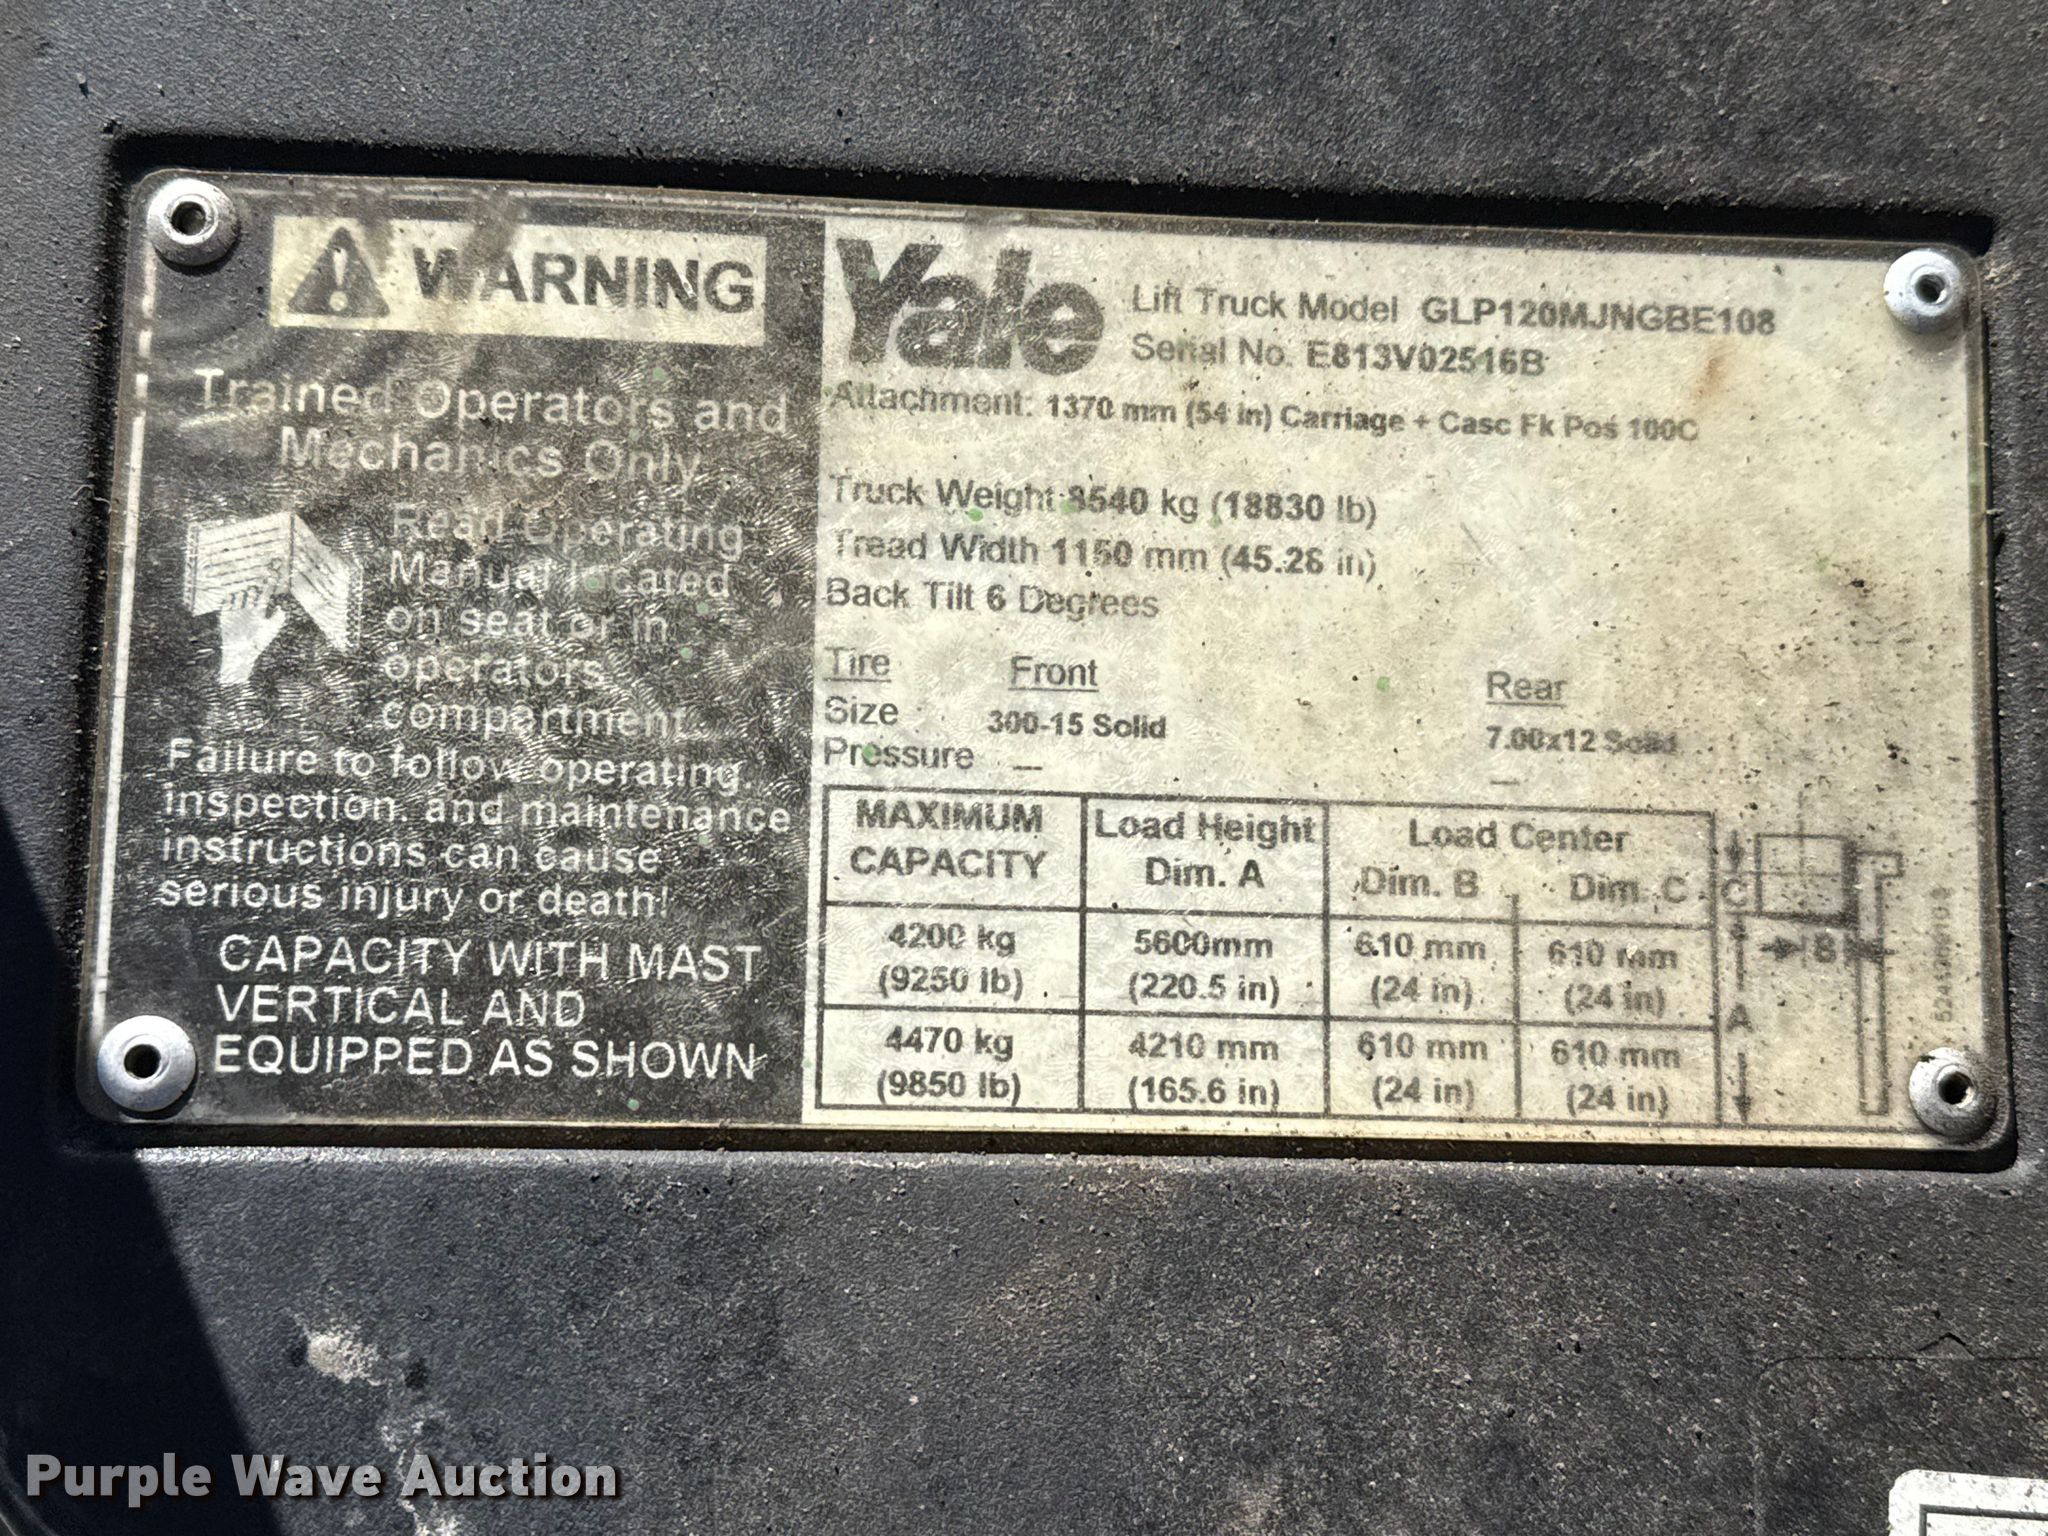 WARNING
Trained Operators and
Mechanics Only
Read Operating
Manual located
on seat or in
operators
compartment.
Failure to follow operating,
inspection, and maintenance
instructions can cause
serious injury or death!
CAPACITY WITH MAST
VERTICAL AND
EQUIPPED AS SHOWN
Yale
Lift Truck Model GLP120MJNGBE108
Serial No. E813V02516B
Attachment: 1370 mm (54 in) Carriage + Casc Fk Pos 100C
Truck Weight 8540 kg (18830 lb)
Tread Width 1150 mm (45.28 in)
Back Tilt 6 Degrees
Tire Front Rear
Size 300-15 Solid 7.00x12 Solid
Pressure — —
MAXIMUM CAPACITY Load Height Dim. A Load Center Dim. B Dim. C
4200 kg 5600mm 610 mm 610 mm
(9250 lb) (220.5 in) (24 in) (24 in)
4470 kg 4210 mm 610 mm 610 mm
(9850 lb) (165.6 in) (24 in) (24 in)
C
B
A
Purple Wave Auction